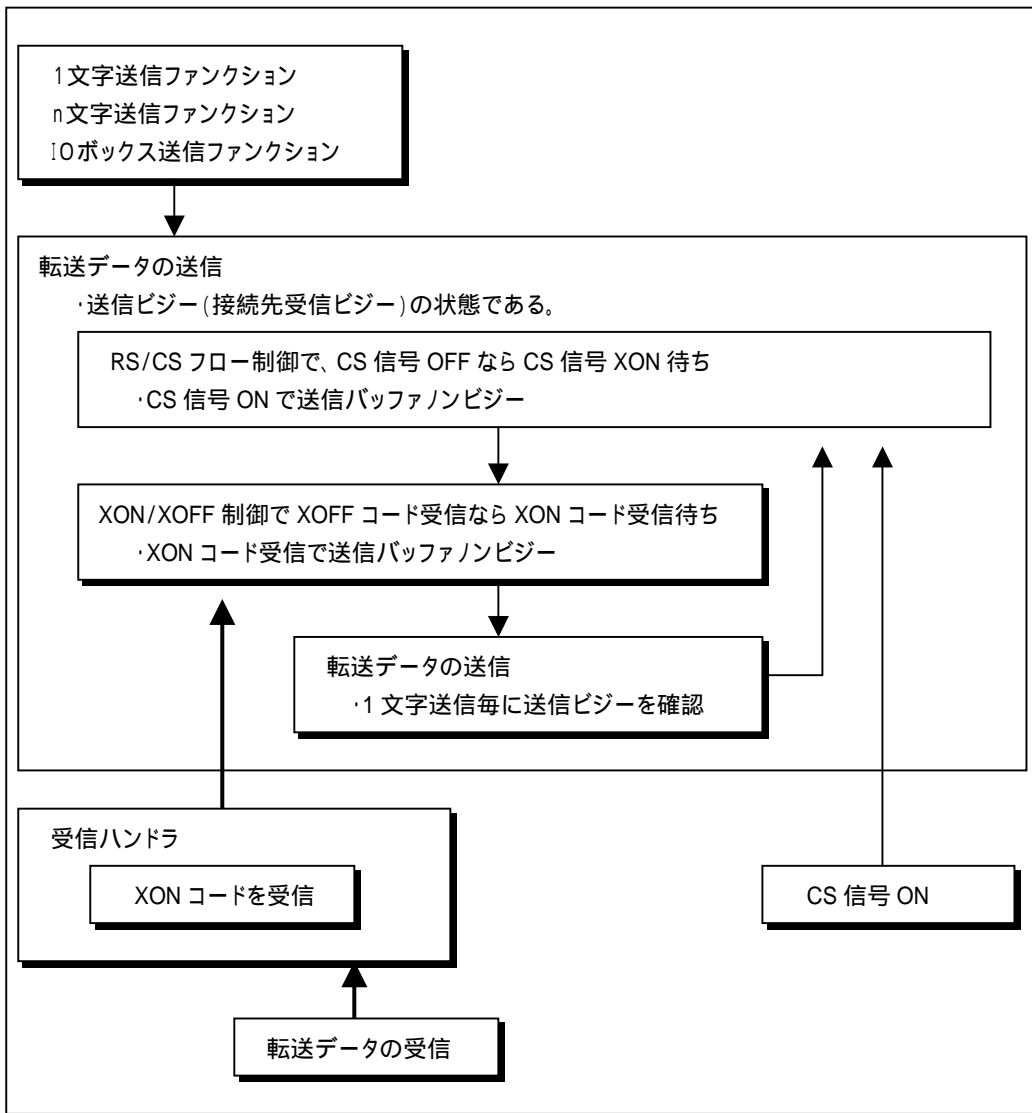 1文字送信ファンクション
n文字送信ファンクション
IOボックス送信ファンクション
転送データの送信
・送信ビジー(接続先受信ビジー)の状態である。
RS/CS フロー制御で、CS 信号 OFF なら CS 信号 XON 待ち
・CS 信号 ON で送信バッファノンビジー
XON/XOFF 制御で XOFF コード受信なら XON コード受信待ち
・XON コード受信で送信バッファノンビジー
転送データの送信
・1 文字送信毎に送信ビジーを確認
受信ハンドラ
XON コードを受信
CS 信号 ON
転送データの受信